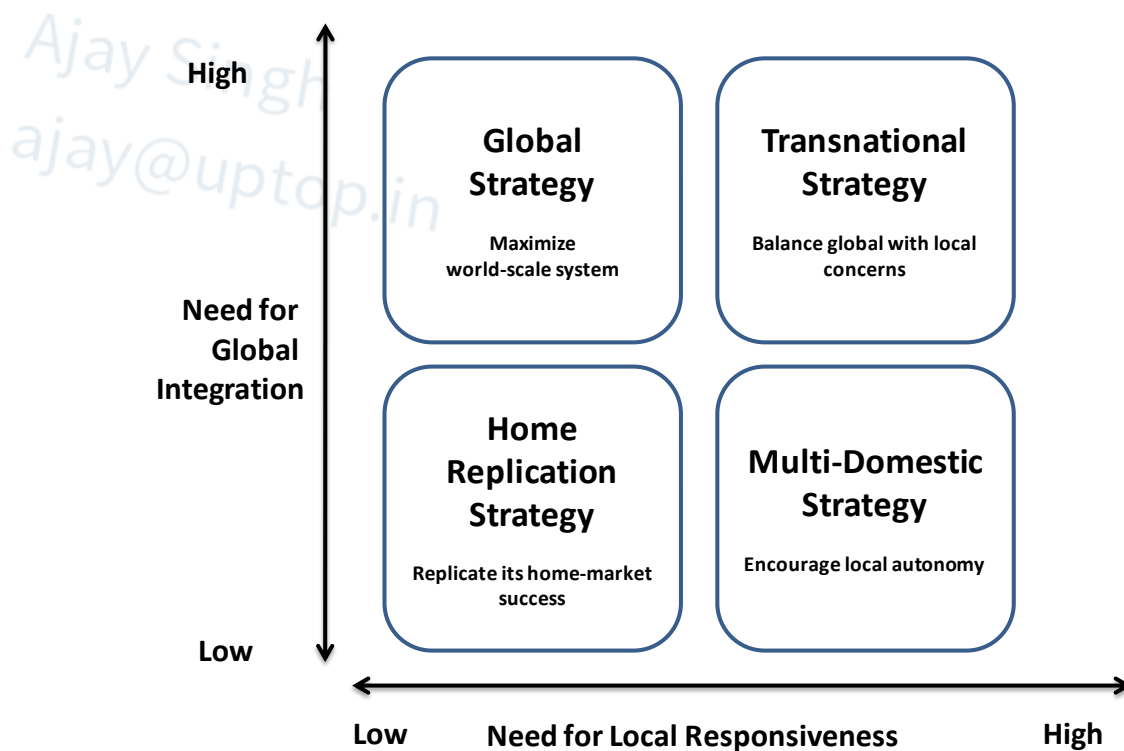 Ajay Singh
ajay@uptop.in
High
Global
Strategy
Maximize
world-scale system
Transnational
Strategy
Balance global with local
concerns
Need for
Global
Integration
Home
Replication
Strategy
Replicate its home-market
success
Multi-Domestic
Strategy
Encourage local autonomy
Low
Low
Need for Local Responsiveness
High